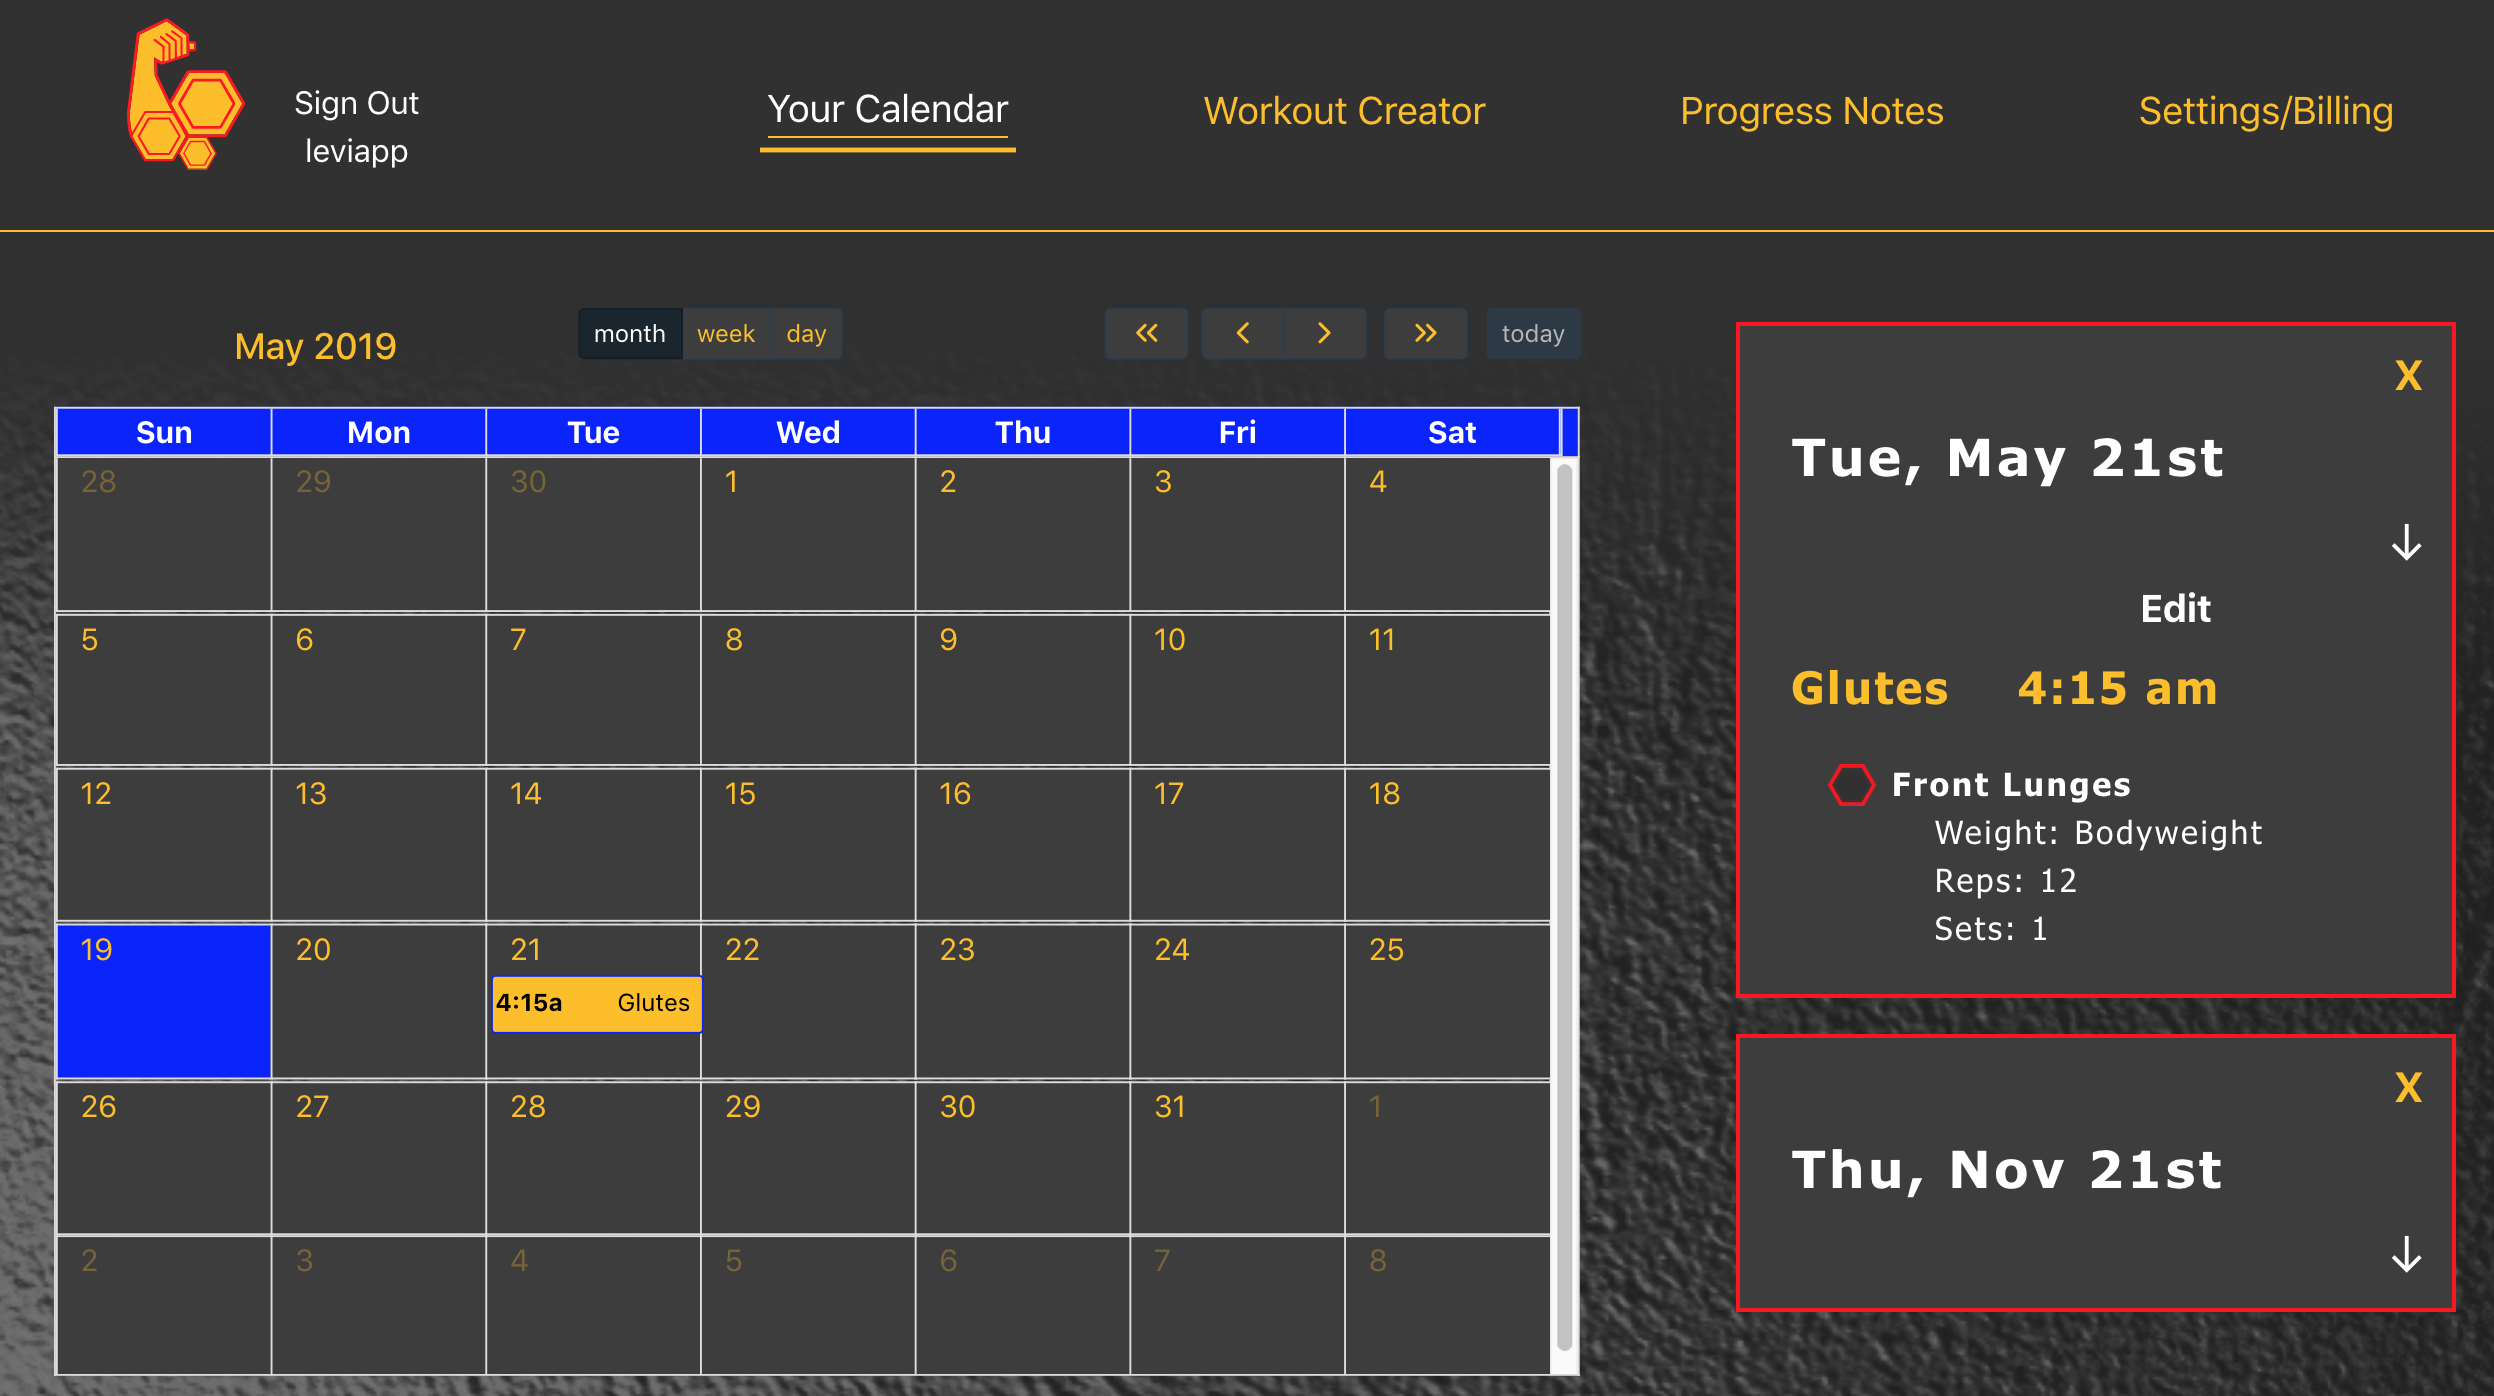 Sign Out
leviapp
Your Calendar
Workout Creator
Progress Notes
Settings/Billing
May 2019
month week day
today
Sun Mon Tue Wed Thu Fri Sat
28 29 30 1 2 3 4
5 6 7 8 9 10 11
12 13 14 15 16 17 18
19 20 21 22 23 24 25
4:15a Glutes
26 27 28 29 30 31 1
2 3 4 5 6 7 8
X
Tue, May 21st
Edit
Glutes 4:15 am
Front Lunges
Weight: Bodyweight
Reps: 12
Sets: 1
X
Thu, Nov 21st